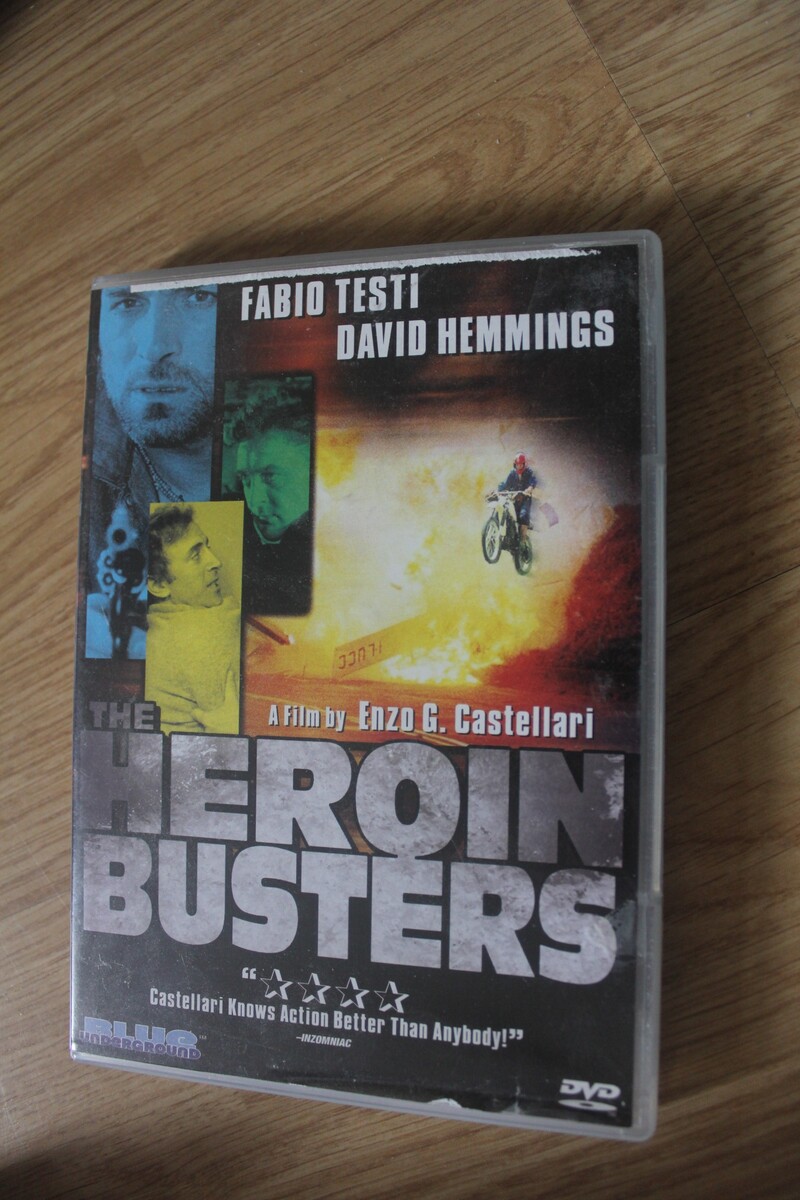 FABIO TESTI
DAVID HEMMINGS
A Film by Enzo G. Castellari
THE
HEROIN
BUSTERS
“☆☆☆☆
Castellari Knows Action Better Than Anybody!”
–INZOMNIAC
BLUE
UNDERGROUND
DVD